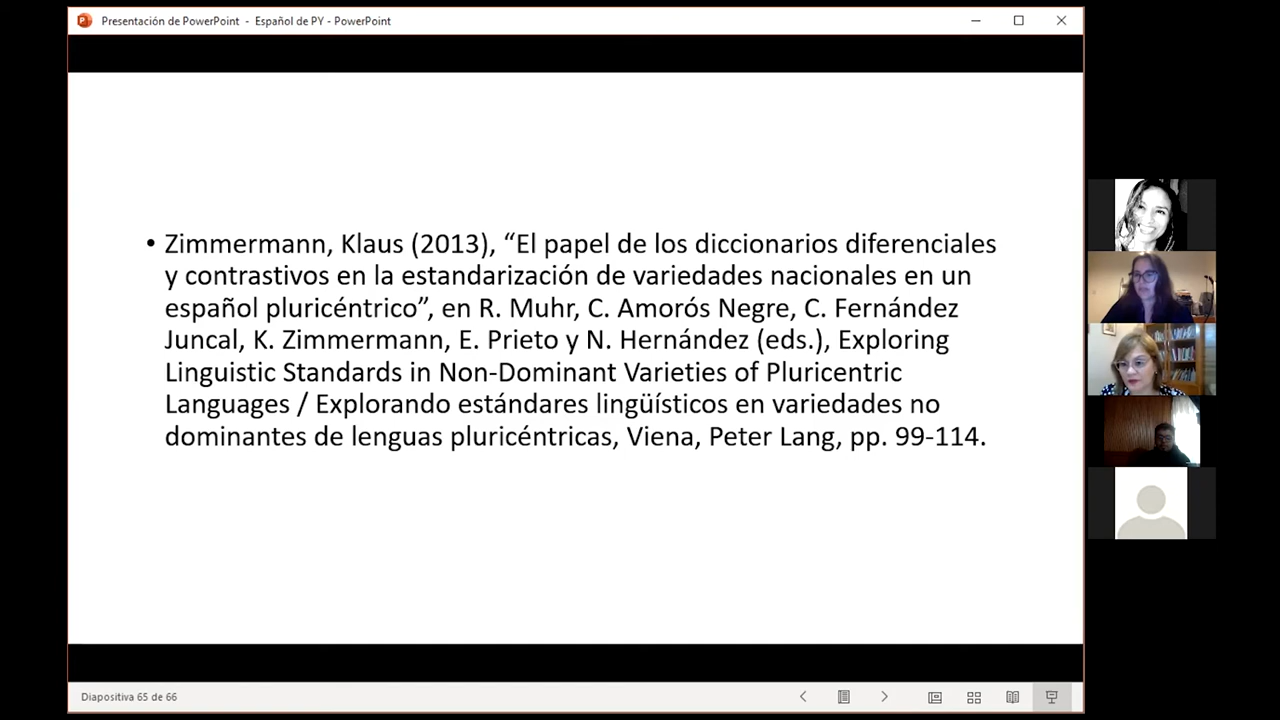 Presentación de PowerPoint - Español de PY - PowerPoint
• Zimmermann, Klaus (2013), “El papel de los diccionarios diferenciales
y contrastivos en la estandarización de variedades nacionales en un
español pluricéntrico”, en R. Muhr, C. Amorós Negre, C. Fernández
Juncal, K. Zimmermann, E. Prieto y N. Hernández (eds.), Exploring
Linguistic Standards in Non-Dominant Varieties of Pluricentric
Languages / Explorando estándares lingüísticos en variedades no
dominantes de lenguas pluricéntricas, Viena, Peter Lang, pp. 99-114.
Diapositiva 65 de 66